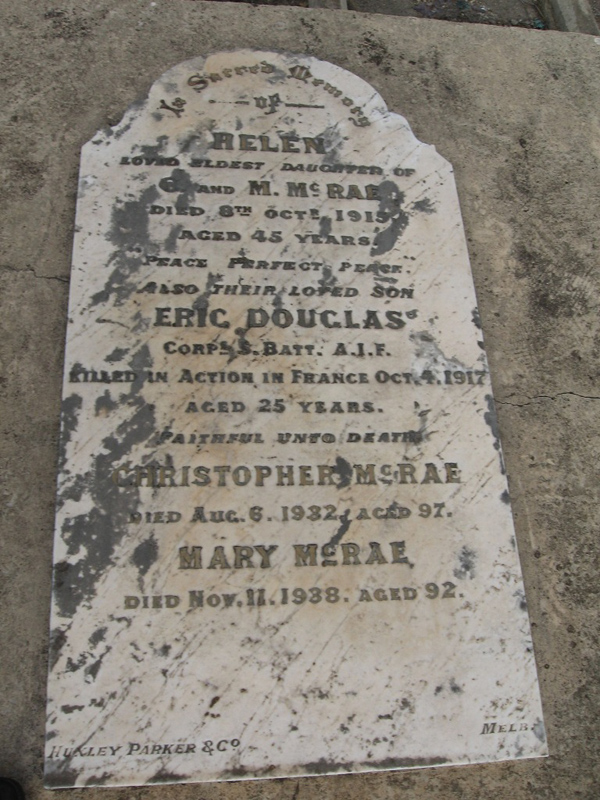 In Sacred Memory
OF
HELEN
LOVED ELDEST DAUGHTER OF
C. AND M. McRAE
DIED 8TH OCTR 1915
AGED 45 YEARS.
"PEACE PERFECT PEACE."
ALSO THEIR LOVED SON
ERIC DOUGLAS
CORPL S. BATT. A.I.F.
KILLED IN ACTION IN FRANCE OCT. 4. 1917
AGED 25 YEARS.
FAITHFUL UNTO DEATH
CHRISTOPHER McRAE
DIED AUG. 6. 1932, AGED 97.
MARY McRAE
DIED NOV. 11. 1938. AGED 92.
HUXLEY PARKER & Co
MELB.